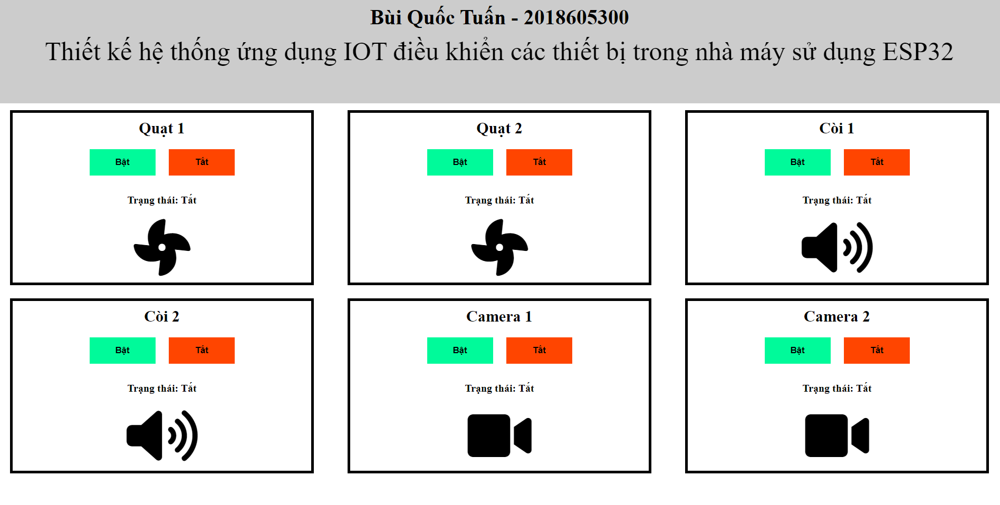 Bùi Quốc Tuấn - 2018605300
Thiết kế hệ thống ứng dụng IOT điều khiển các thiết bị trong nhà máy sử dụng ESP32
Quạt 1
Bật Tắt
Trạng thái: Tắt
Quạt 2
Bật Tắt
Trạng thái: Tắt
Còi 1
Bật Tắt
Trạng thái: Tắt
Còi 2
Bật Tắt
Trạng thái: Tắt
Camera 1
Bật Tắt
Trạng thái: Tắt
Camera 2
Bật Tắt
Trạng thái: Tắt